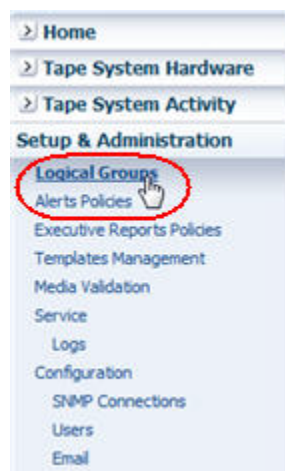 Home
Tape System Hardware
Tape System Activity
Setup & Administration
Logical Groups
Alerts Policies
Executive Reports Policies
Templates Management
Media Validation
Service
Logs
Configuration
SNMP Connections
Users
Email